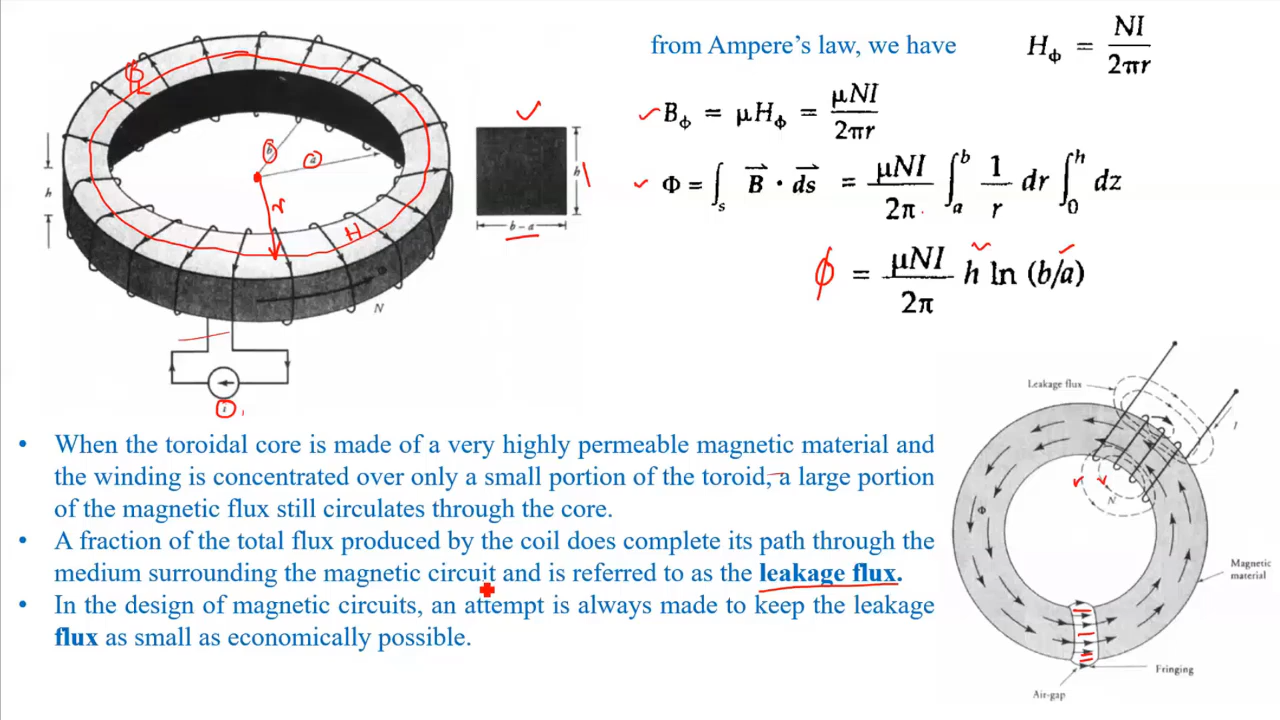 from Ampere's law, we have H_ϕ = NI / 2πr
B_ϕ = μH_ϕ = μNI / 2πr
Φ = ∫_s B⃗ · d⃗s = μNI / 2π ∫_a^b 1/r dr ∫_0^h dz
ϕ = μNI / 2π h ln (b/a)
b
a
r
H
h
N
h
b – a
i
• When the toroidal core is made of a very highly permeable magnetic material and
the winding is concentrated over only a small portion of the toroid, a large portion
of the magnetic flux still circulates through the core.
• A fraction of the total flux produced by the coil does complete its path through the
medium surrounding the magnetic circuit and is referred to as the leakage flux.
• In the design of magnetic circuits, an attempt is always made to keep the leakage
flux as small as economically possible.
Leakage flux
I
N
Φ
Magnetic
material
Fringing
Air-gap